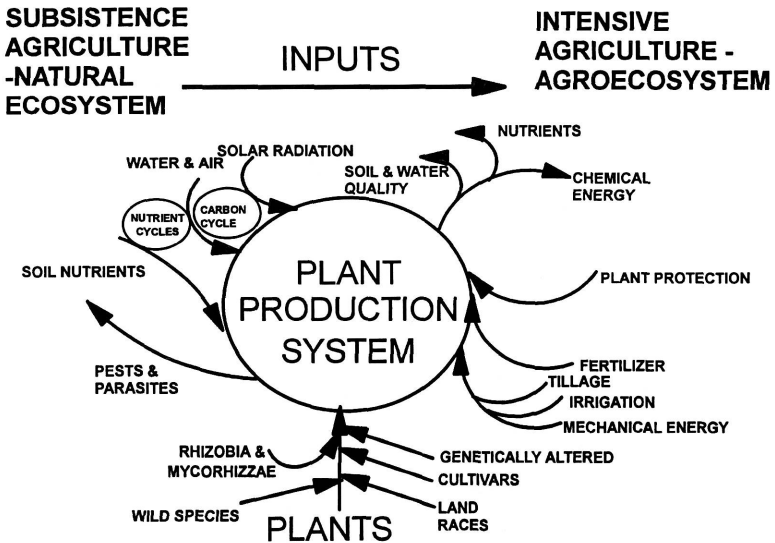 SUBSISTENCE
AGRICULTURE
-NATURAL
ECOSYSTEM
INPUTS
INTENSIVE
AGRICULTURE -
AGROECOSYSTEM
WATER & AIR
SOLAR RADIATION
SOIL & WATER
QUALITY
NUTRIENTS
CHEMICAL
ENERGY
NUTRIENT
CYCLES
CARBON
CYCLE
SOIL NUTRIENTS
PLANT
PRODUCTION
SYSTEM
PLANT PROTECTION
PESTS &
PARASITES
FERTILIZER
TILLAGE
IRRIGATION
MECHANICAL ENERGY
RHIZOBIA &
MYCORHIZZAE
GENETICALLY ALTERED
CULTIVARS
WILD SPECIES
LAND
RACES
PLANTS